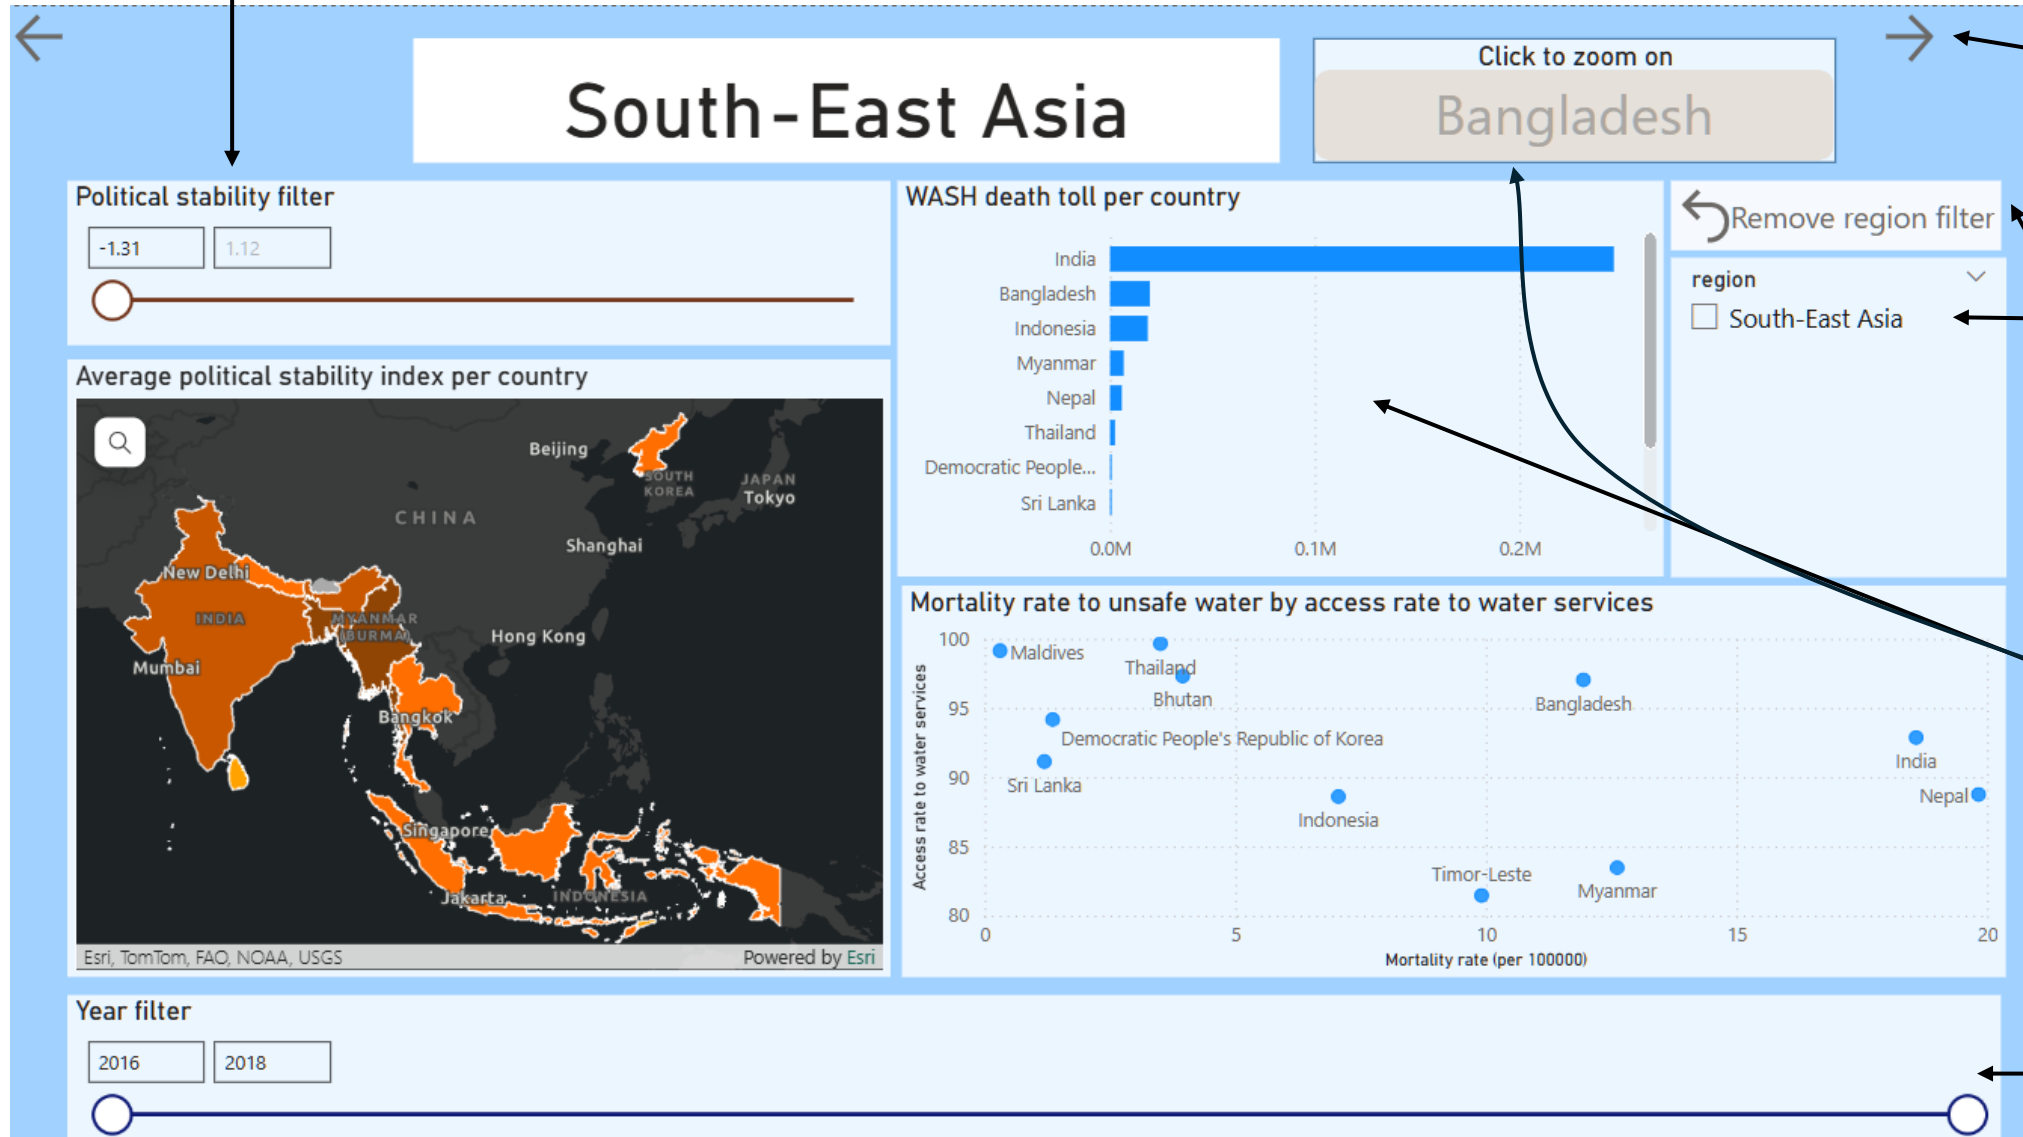 South-East Asia
Click to zoom on
Bangladesh
Political stability filter
-1.31
1.12
WASH death toll per country
India
Bangladesh
Indonesia
Myanmar
Nepal
Thailand
Democratic People...
Sri Lanka
0.0M
0.1M
0.2M
Remove region filter
region
South-East Asia
Average political stability index per country
Beijing
SOUTH
KOREA
JAPAN
Tokyo
CHINA
Shanghai
New Delhi
INDIA
MYANMAR
(BURMA)
Hong Kong
Mumbai
Bangkok
Singapore
Jakarta
INDONESIA
Esri, TomTom, FAO, NOAA, USGS
Powered by Esri
Mortality rate to unsafe water by access rate to water services
Access rate to water services
100
95
90
85
80
Maldives
Thailand
Bhutan
Bangladesh
Democratic People's Republic of Korea
India
Sri Lanka
Nepal
Indonesia
Timor-Leste
Myanmar
0
5
10
15
20
Mortality rate (per 100000)
Year filter
2016
2018